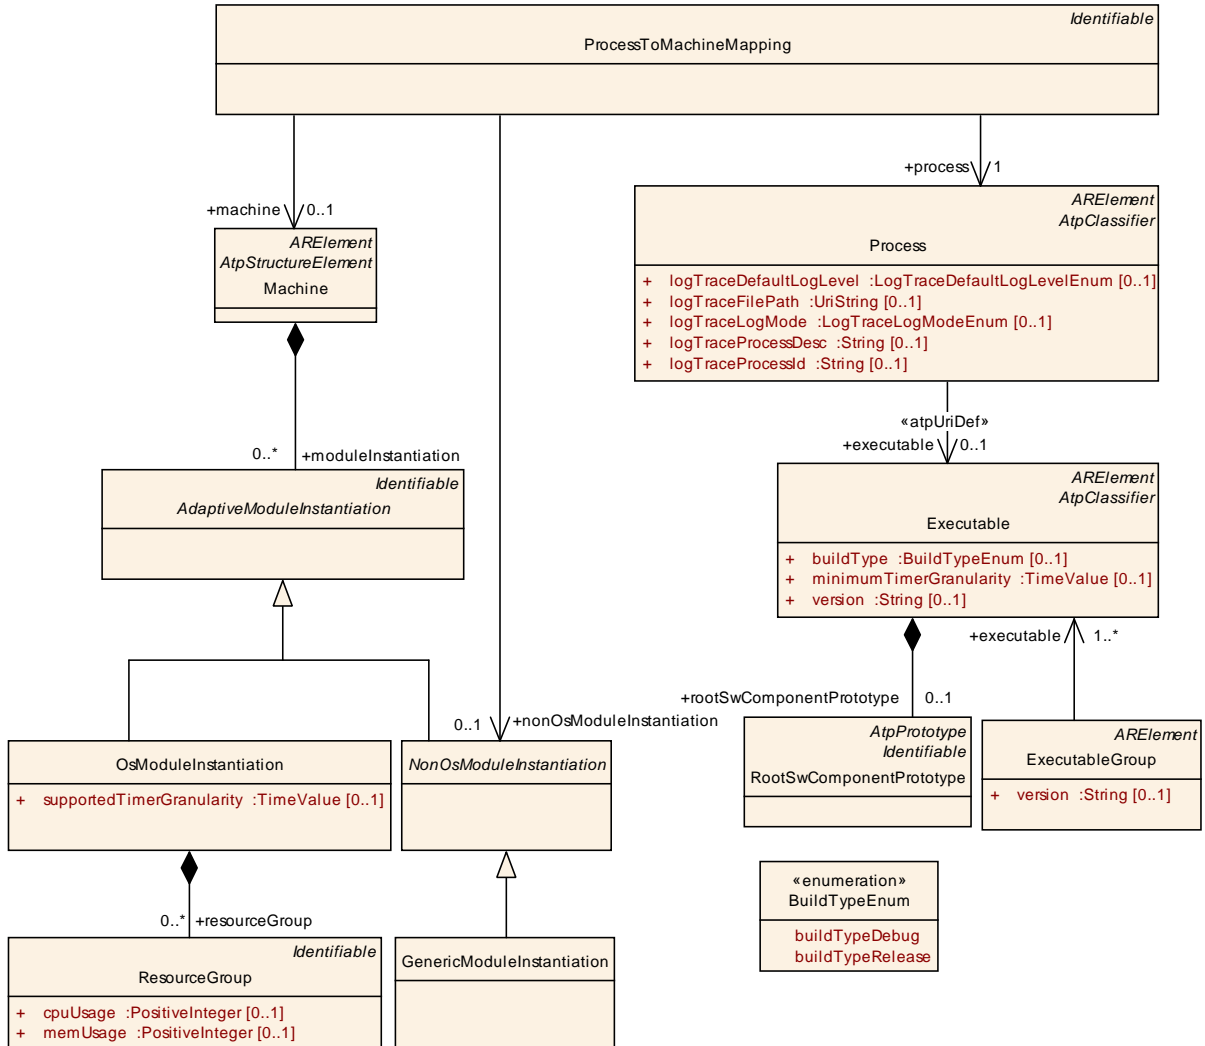 Identifiable
ProcessToMachineMapping
+process 1
+machine 0..1
ARElement
AtpStructureElement
Machine
ARElement
AtpClassifier
Process
+ logTraceDefaultLogLevel :LogTraceDefaultLogLevelEnum [0..1]
+ logTraceFilePath :UriString [0..1]
+ logTraceLogMode :LogTraceLogModeEnum [0..1]
+ logTraceProcessDesc :String [0..1]
+ logTraceProcessId :String [0..1]
«atpUriDef»
+executable 0..1
0..* +moduleInstantiation
Identifiable
AdaptiveModuleInstantiation
ARElement
AtpClassifier
Executable
+ buildType :BuildTypeEnum [0..1]
+ minimumTimerGranularity :TimeValue [0..1]
+ version :String [0..1]
+executable 1..*
+rootSwComponentPrototype 0..1
0..1 +nonOsModuleInstantiation
OsModuleInstantiation
+ supportedTimerGranularity :TimeValue [0..1]
NonOsModuleInstantiation
AtpPrototype
Identifiable
RootSwComponentPrototype
ARElement
ExecutableGroup
+ version :String [0..1]
«enumeration»
BuildTypeEnum
buildTypeDebug
buildTypeRelease
0..* +resourceGroup
Identifiable
ResourceGroup
+ cpuUsage :PositiveInteger [0..1]
+ memUsage :PositiveInteger [0..1]
GenericModuleInstantiation